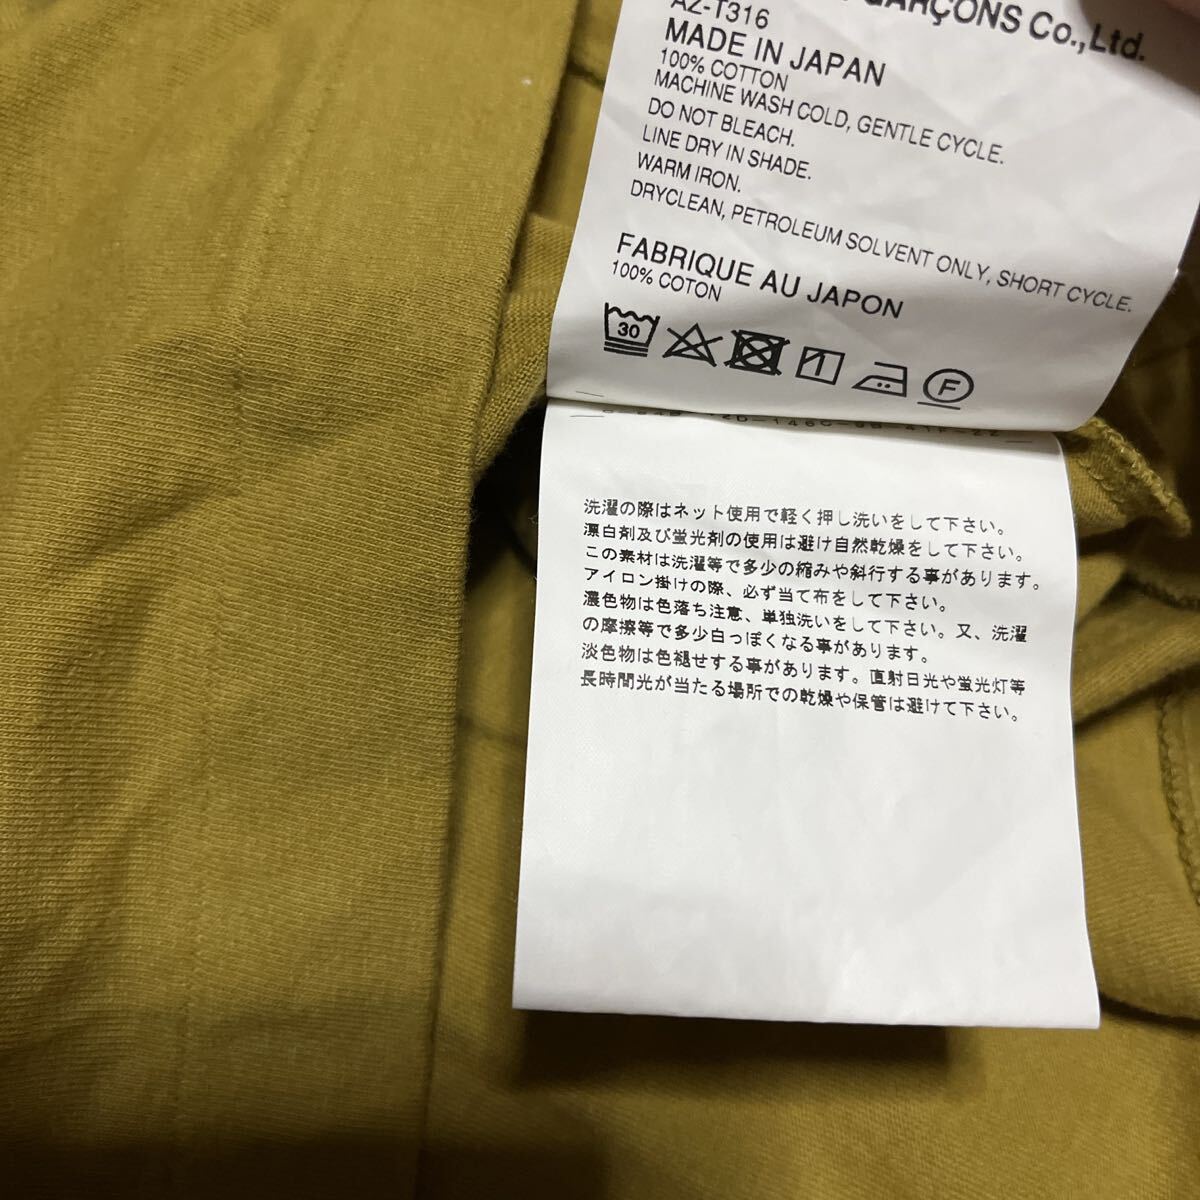 GARÇONS Co.,Ltd.
AZ-T316
MADE IN JAPAN
100% COTTON
MACHINE WASH COLD, GENTLE CYCLE.
DO NOT BLEACH.
LINE DRY IN SHADE.
WARM IRON.
DRYCLEAN, PETROLEUM SOLVENT ONLY, SHORT CYCLE.
FABRIQUE AU JAPON
100% COTON
30
F
洗濯の際はネット使用で軽く押し洗いをして下さい。
漂白剤及び蛍光剤の使用は避け自然乾燥をして下さい。
この素材は洗濯等で多少の縮みや斜行する事があります。
アイロン掛けの際、必ず当て布をして下さい。
濃色物は色落ち注意、単独洗いをして下さい。又、洗濯
の摩擦等で多少白っぽくなる事があります。
淡色物は色褪せする事があります。直射日光や蛍光灯等
長時間光が当たる場所での乾燥や保管は避けて下さい。